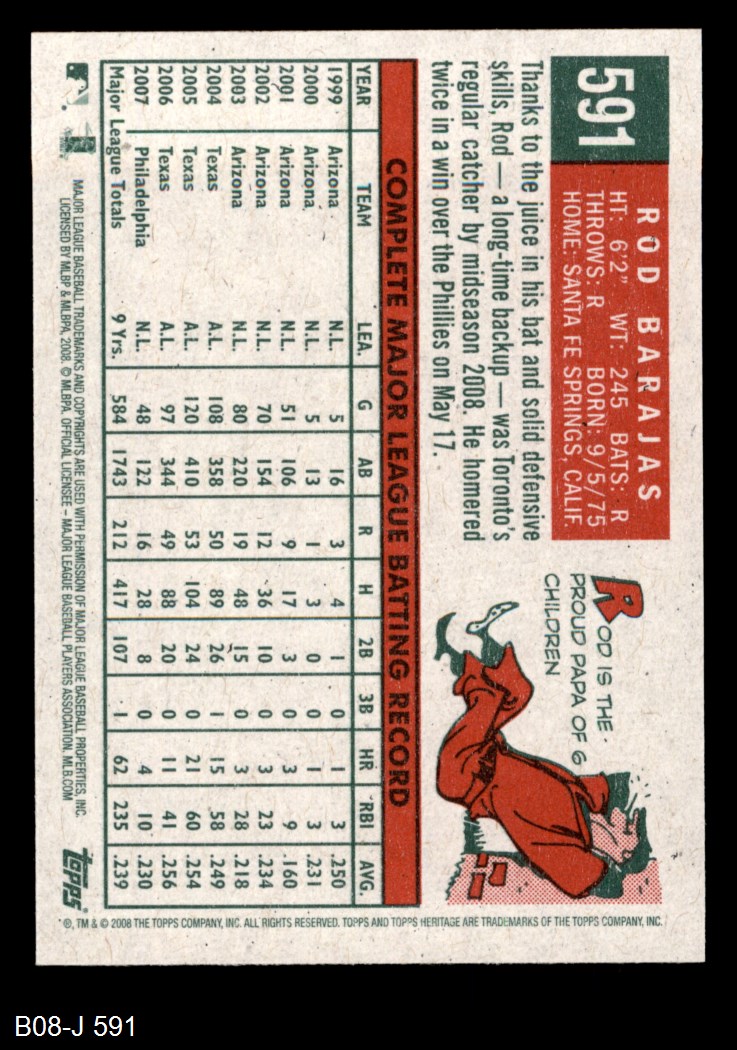 591
ROD BARAJAS
HT: 6'2" WT: 245 BATS: R
THROWS: R BORN: 9/5/75
HOME: SANTA FE SPRINGS, CALIF.
Thanks to the juice in his bat and solid defensive
skills, Rod — a long-time backup — was Toronto's
regular catcher by midseason 2008. He homered
twice in a win over the Phillies on May 17.
ROD IS THE
PROUD PAPA OF 6
CHILDREN
COMPLETE MAJOR LEAGUE BATTING RECORD
YEAR TEAM LEA. G AB R H 2B 3B HR RBI AVG.
1999 Arizona N.L. 5 16 3 4 1 0 1 3 .250
2000 Arizona N.L. 5 13 1 3 0 0 1 3 .231
2001 Arizona N.L. 51 106 9 17 3 0 3 9 .160
2002 Arizona N.L. 70 154 12 36 10 0 3 23 .234
2003 Arizona N.L. 80 220 19 48 15 0 3 28 .218
2004 Texas A.L. 108 358 50 89 26 1 15 58 .249
2005 Texas A.L. 120 410 53 104 24 0 21 60 .254
2006 Texas A.L. 97 344 49 88 20 0 11 41 .256
2007 Philadelphia N.L. 48 122 16 28 8 0 4 10 .230
Major League Totals 9 Yrs. 584 1743 212 417 107 1 62 235 .239
MAJOR LEAGUE BASEBALL TRADEMARKS AND COPYRIGHTS ARE USED WITH PERMISSION OF MAJOR LEAGUE BASEBALL PROPERTIES, INC.
LICENSED BY MLBP & MLBPA, 2008. © MLBPA. OFFICIAL LICENSEE – MAJOR LEAGUE BASEBALL PLAYERS ASSOCIATION. MLB.COM
TOPPS
®, TM & © 2008 THE TOPPS COMPANY, INC. ALL RIGHTS RESERVED. TOPPS AND TOPPS HERITAGE ARE TRADEMARKS OF THE TOPPS COMPANY, INC.
B08-J 591